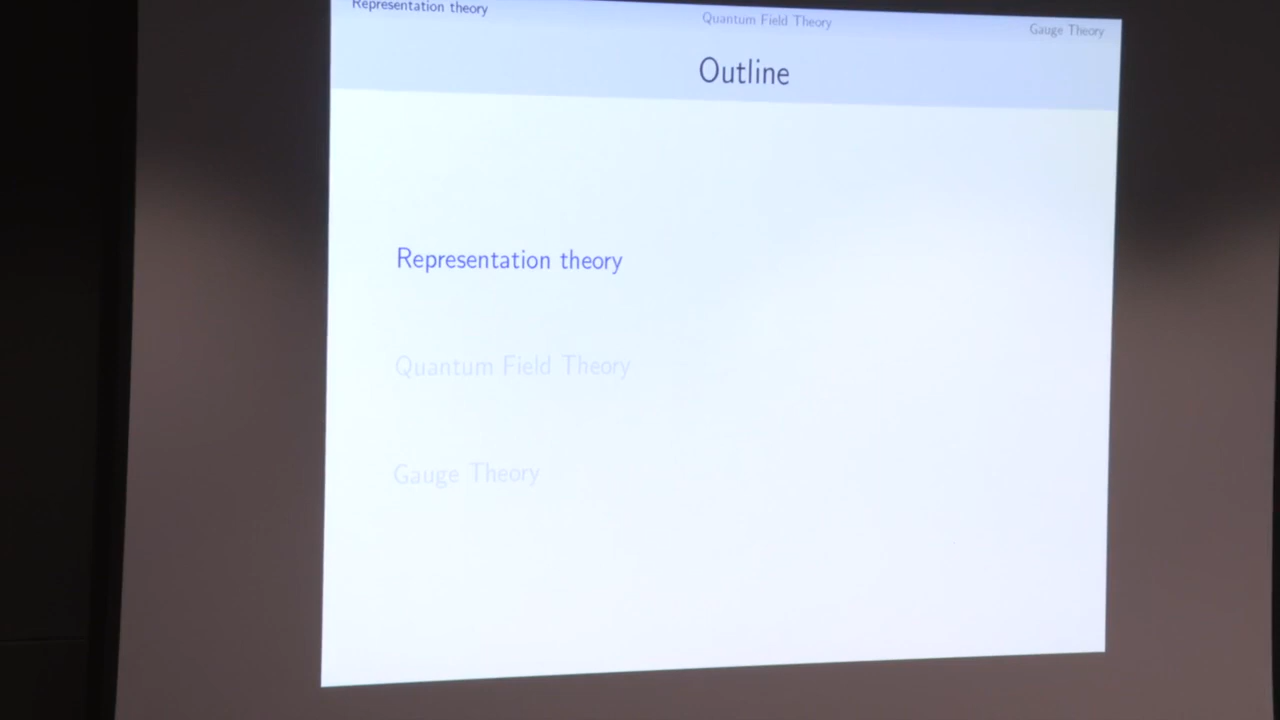 Representation theory
Quantum Field Theory
Gauge Theory
Outline
Representation theory
Quantum Field Theory
Gauge Theory